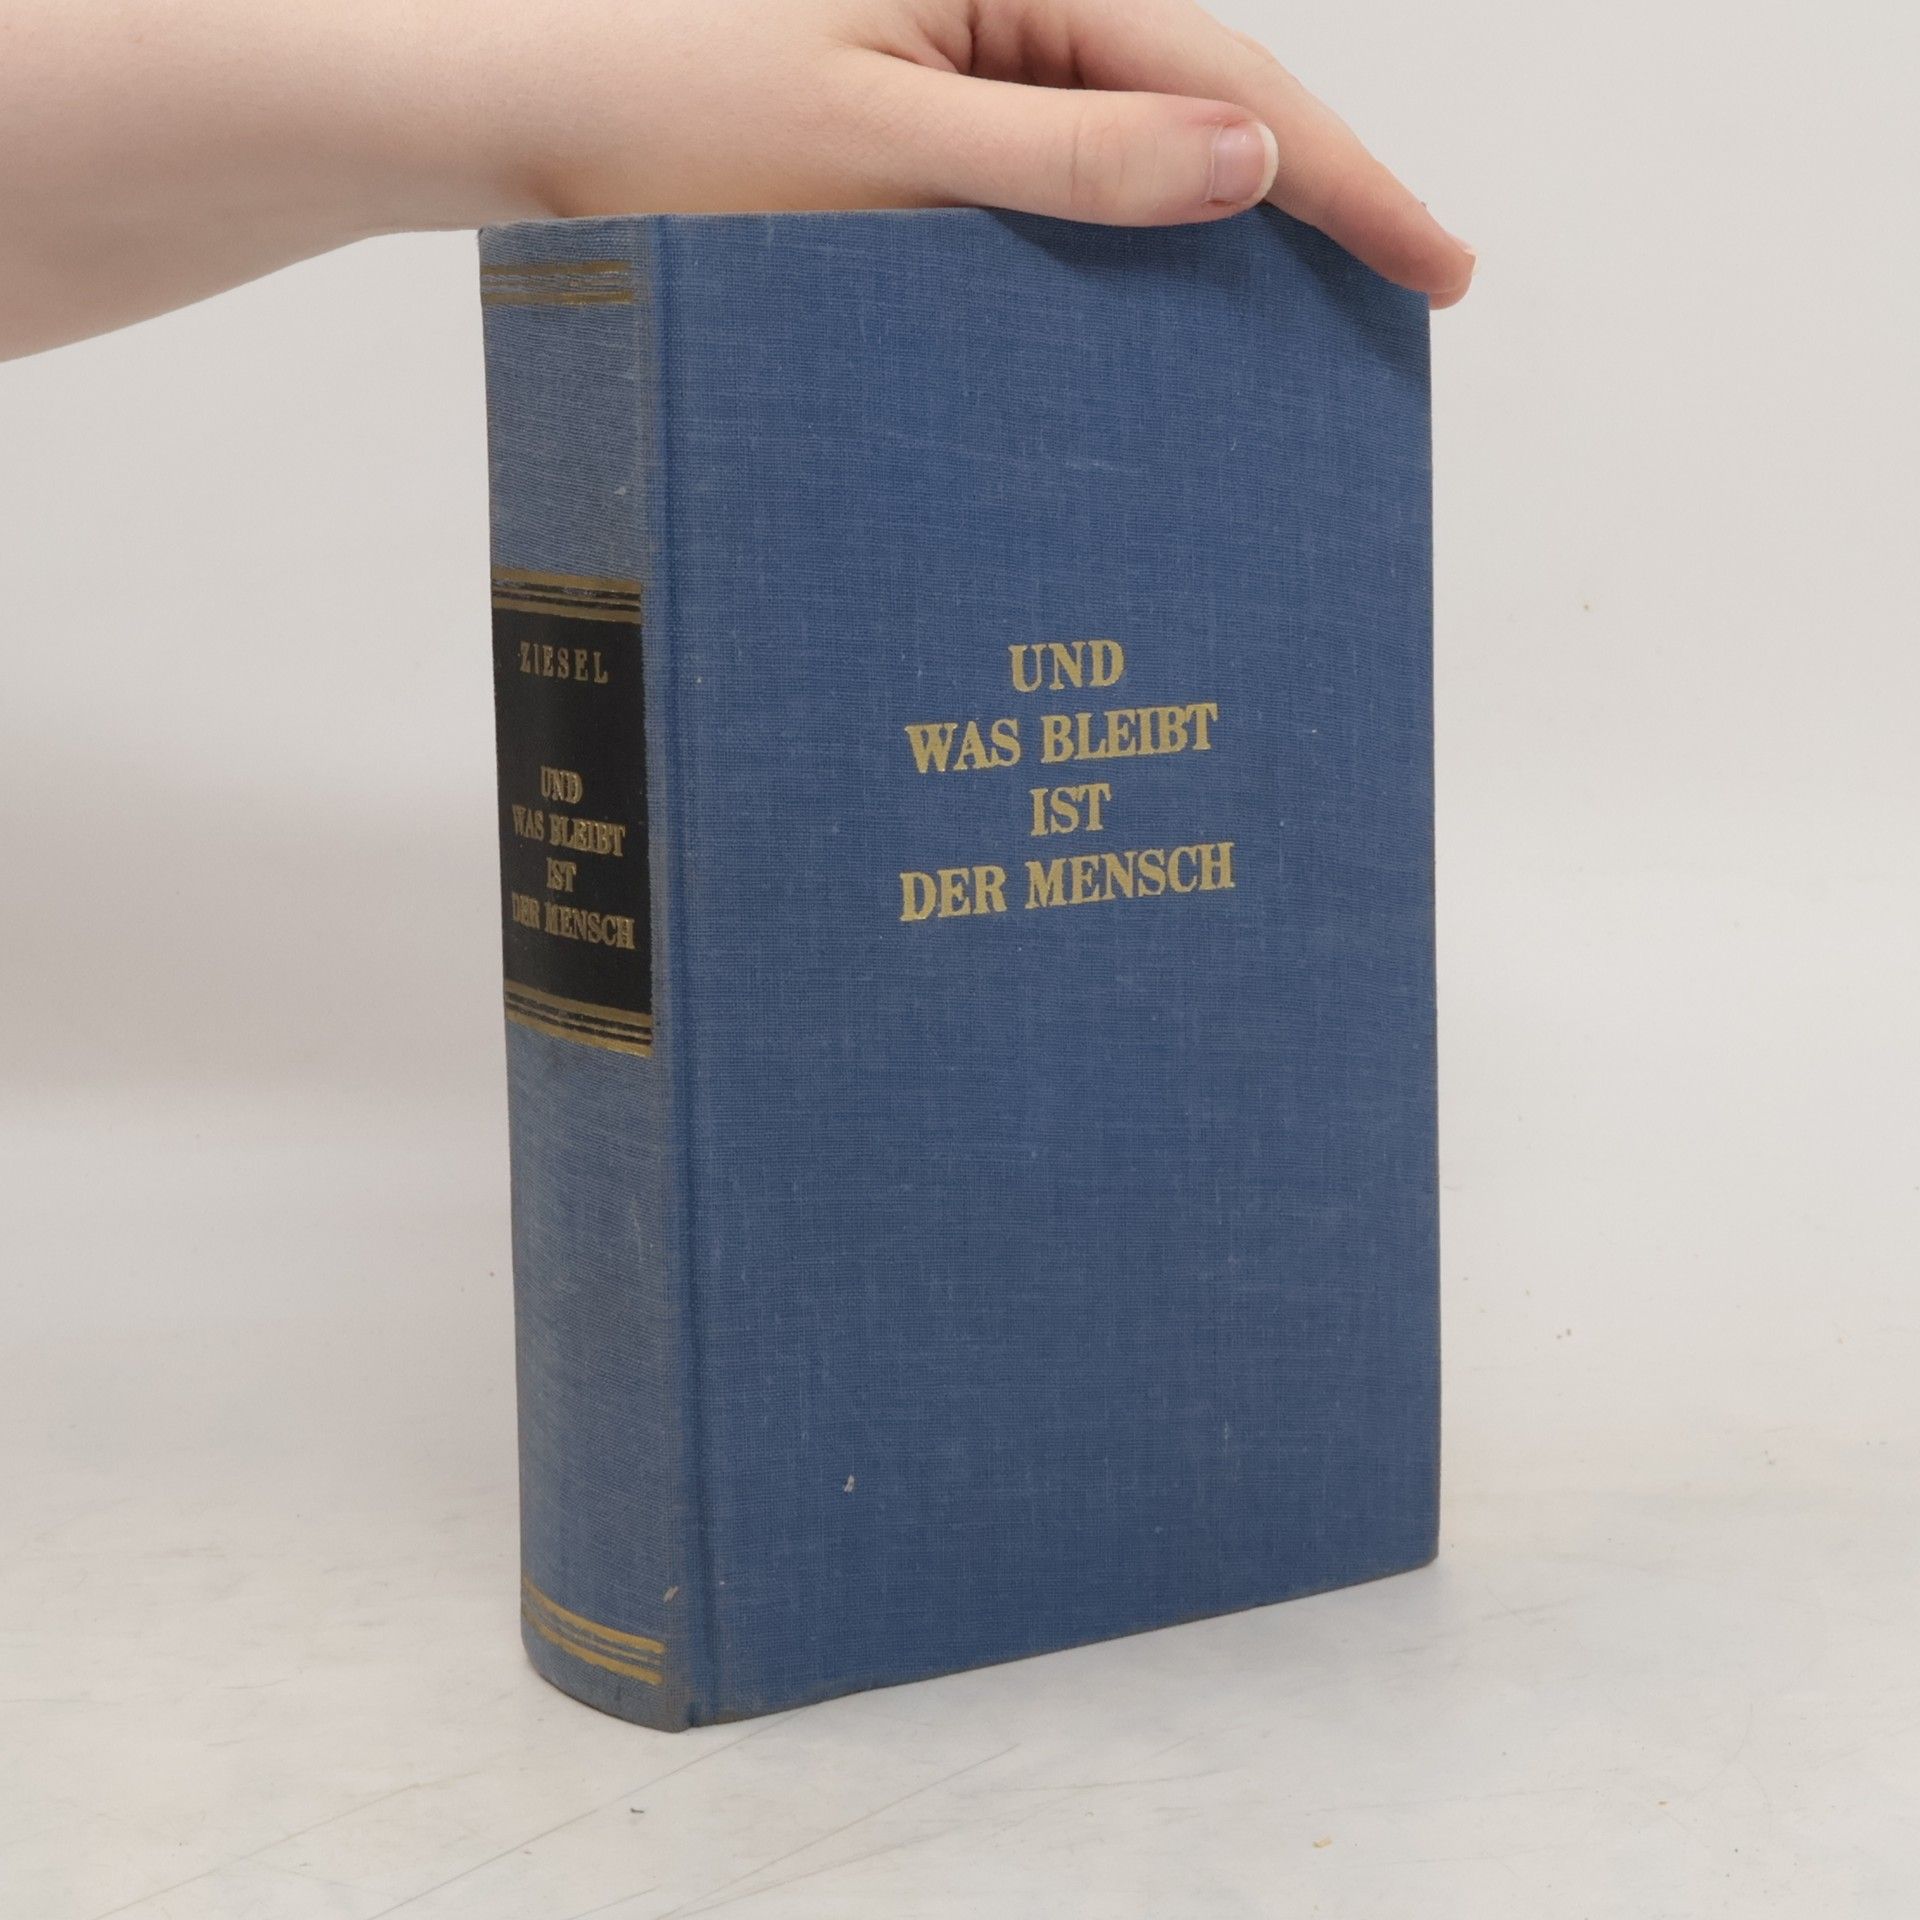 ZIESEL
UND
WAS BLEIBT
IST
DER MENSCH
UND
WAS BLEIBT
IST
DER MENSCH